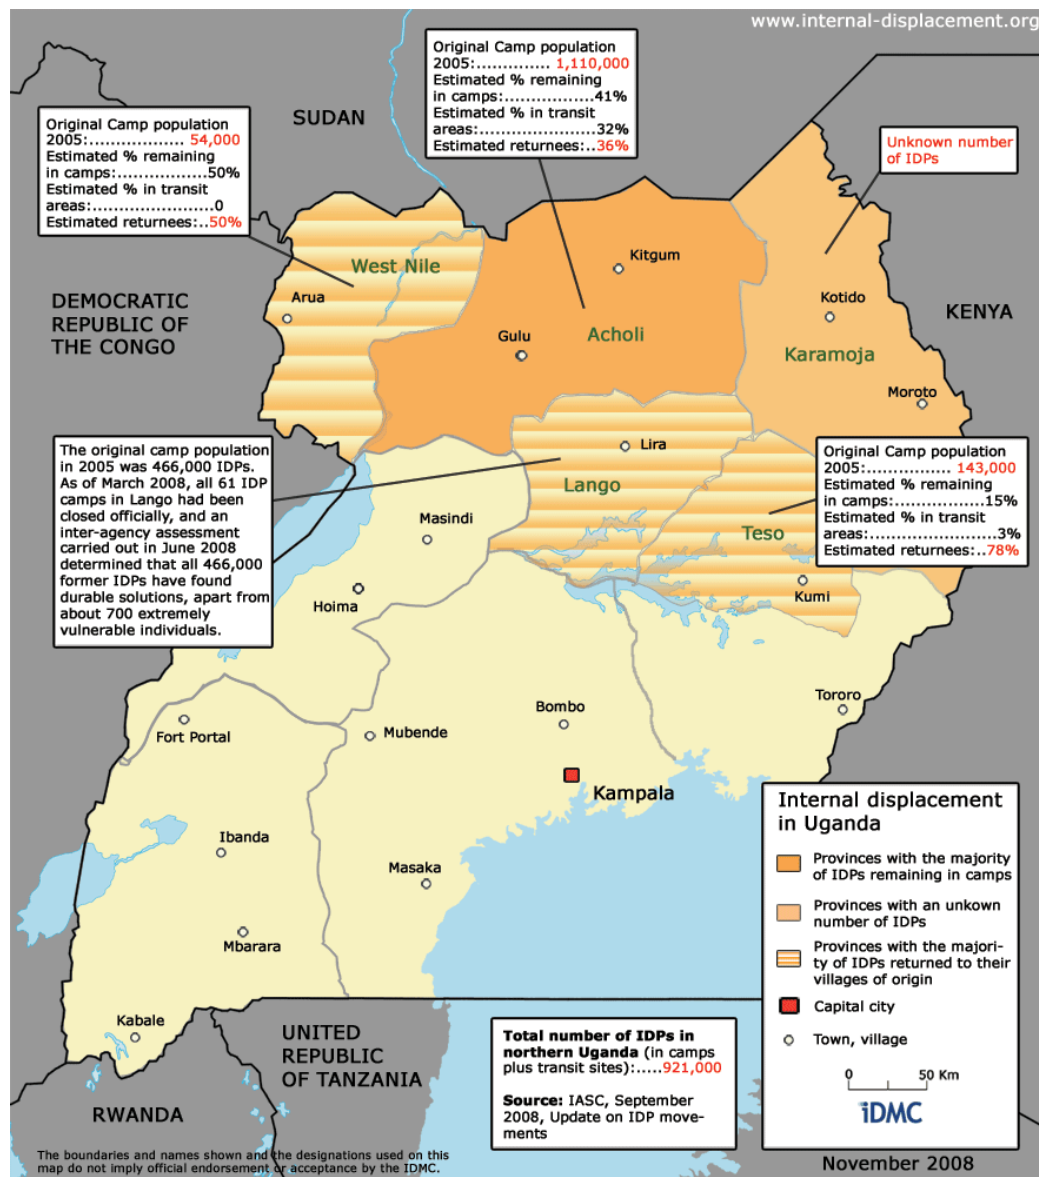 www.internal-displacement.org
Original Camp population
2005:.............. 1,110,000
Estimated % remaining
in camps:..................41%
Estimated % in transit
areas:.......................32%
Estimated returnees:..36%
SUDAN
Original Camp population
2005:.................. 54,000
Estimated % remaining
in camps:.................50%
Estimated % in transit
areas:.......................0
Estimated returnees:..50%
Unknown number
of IDPs
West Nile
Kitgum
Arua
DEMOCRATIC
REPUBLIC OF
THE CONGO
Kotido
KENYA
Gulu
Acholi
Karamoja
Moroto
The original camp population
in 2005 was 466,000 IDPs.
As of March 2008, all 61 IDP
camps in Lango had been
closed officially, and an
inter-agency assessment
carried out in June 2008
determined that all 466,000
former IDPs have found
durable solutions, apart from
about 700 extremely
vulnerable individuals.
Lira
Lango
Original Camp population
2005:................ 143,000
Estimated % remaining
in camps:.................15%
Estimated % in transit
areas:.......................3%
Estimated returnees:..78%
Masindi
Teso
Hoima
Kumi
Tororo
Bombo
Fort Portal
Mubende
Kampala
Ibanda
Masaka
Mbarara
Kabale
Internal displacement
in Uganda
Provinces with the majority
of IDPs remaining in camps
Provinces with an unkown
number of IDPs
Provinces with the majori-
ty of IDPs returned to their
villages of origin
Capital city
Town, village
0 50 Km
iDMC
UNITED
REPUBLIC
OF TANZANIA
RWANDA
Total number of IDPs in
northern Uganda (in camps
plus transit sites):.....921,000
Source: IASC, September
2008, Update on IDP move-
ments
The boundaries and names shown and the designations used on this
map do not imply official endorsement or acceptance by the IDMC.
November 2008